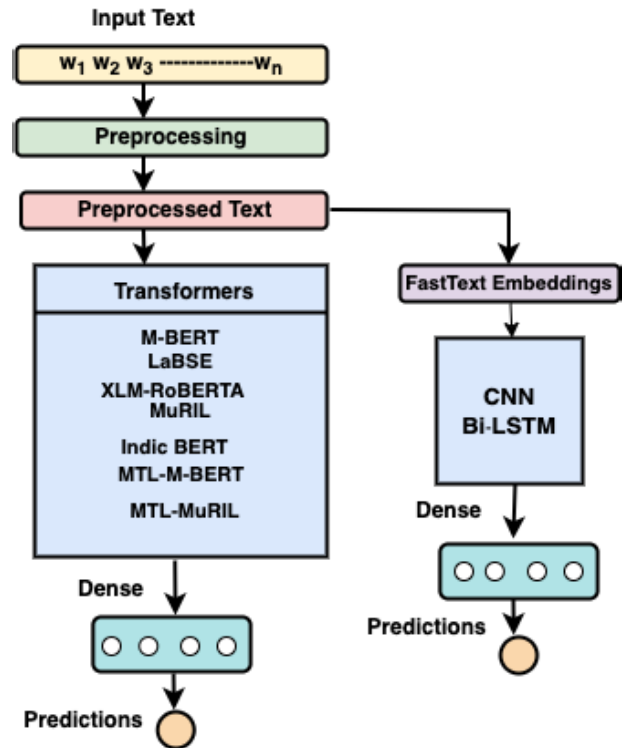 Input Text
w1 w2 w3 -------------wn
Preprocessing
Preprocessed Text
Transformers
M-BERT
LaBSE
XLM-RoBERTA
MuRIL
Indic BERT
MTL-M-BERT
MTL-MuRIL
Dense
Predictions
FastText Embeddings
CNN
Bi-LSTM
Dense
Predictions